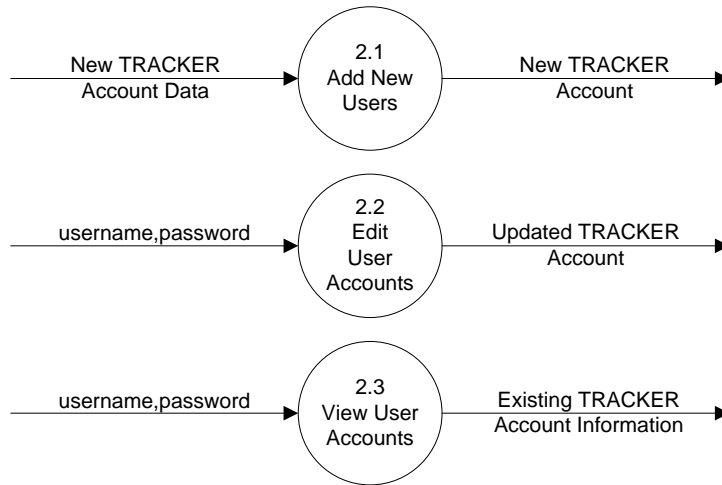 New TRACKER
Account Data
2.1
Add New
Users
New TRACKER
Account
username,password
2.2
Edit
User
Accounts
Updated TRACKER
Account
username,password
2.3
View User
Accounts
Existing TRACKER
Account Information